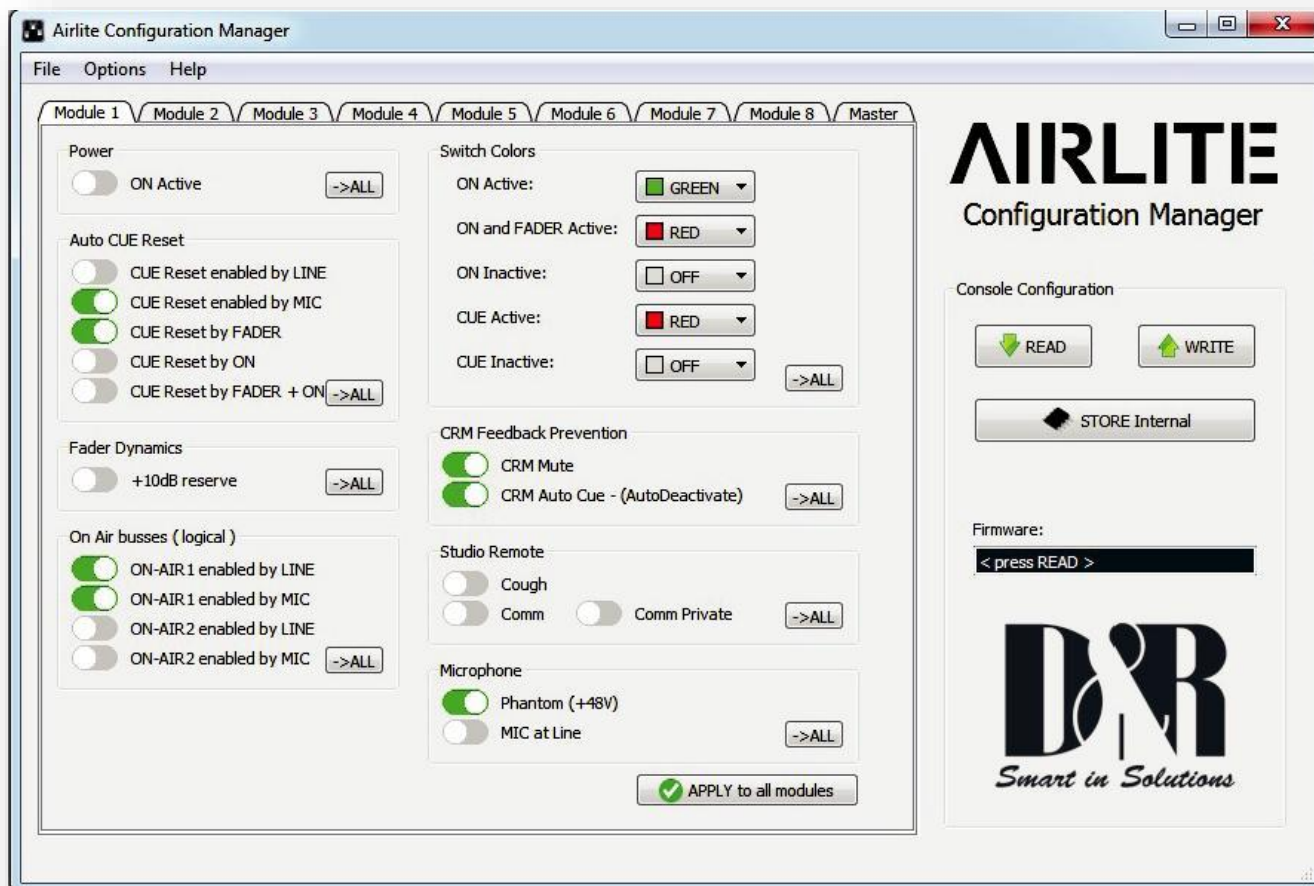 Airlite Configuration Manager
File Options Help
Module 1 Module 2 Module 3 Module 4 Module 5 Module 6 Module 7 Module 8 Master
Power
ON Active ->ALL
Auto CUE Reset
CUE Reset enabled by LINE
CUE Reset enabled by MIC
CUE Reset by FADER
CUE Reset by ON
CUE Reset by FADER + ON ->ALL
Fader Dynamics
+10dB reserve ->ALL
On Air busses ( logical )
ON-AIR1 enabled by LINE
ON-AIR1 enabled by MIC
ON-AIR2 enabled by LINE
ON-AIR2 enabled by MIC ->ALL
Switch Colors
ON Active: GREEN
ON and FADER Active: RED
ON Inactive: OFF
CUE Active: RED
CUE Inactive: OFF
->ALL
CRM Feedback Prevention
CRM Mute
CRM Auto Cue - (AutoDeactivate) ->ALL
Studio Remote
Cough
Comm Comm Private ->ALL
Microphone
Phantom (+48V)
MIC at Line ->ALL
APPLY to all modules
AIRLITE
Configuration Manager
Console Configuration
READ WRITE
STORE Internal
Firmware:
< press READ >
D&R
Smart in Solutions